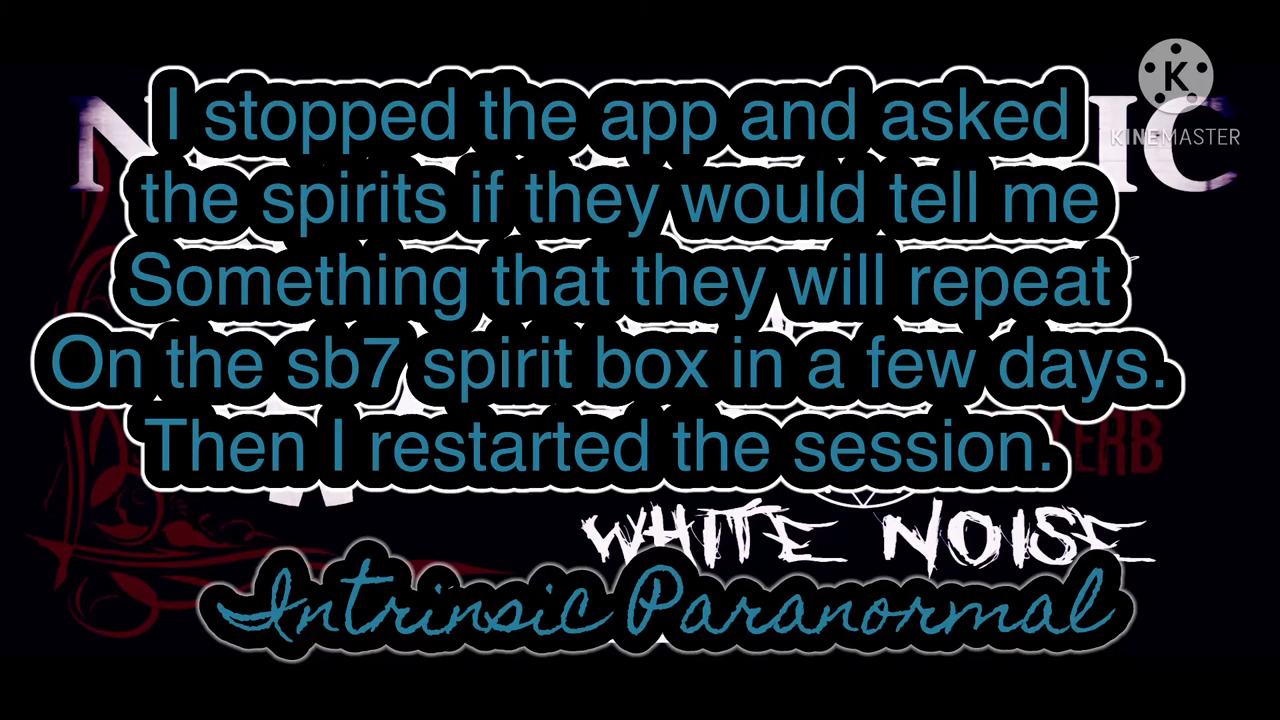 I stopped the app and asked
the spirits if they would tell me
Something that they will repeat
On the sb7 spirit box in a few days.
Then I restarted the session.
WHITE NOISE
Intrinsic Paranormal
KINEMASTER